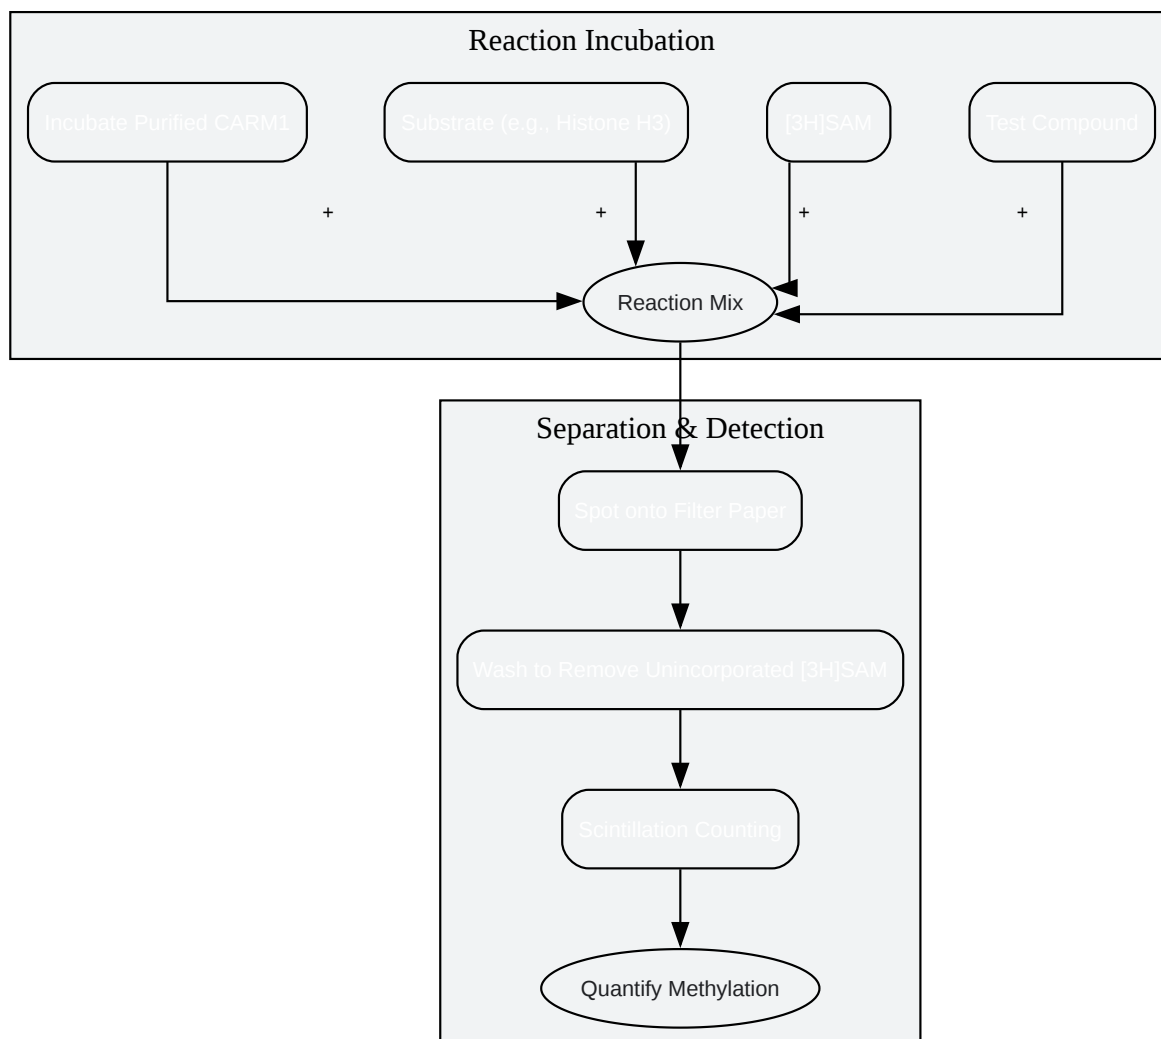 Reaction Incubation
Incubate Purified CARM1
Substrate (e.g., Histone H3)
[3H]SAM
Test Compound
+
+
+
+
Reaction Mix
Separation & Detection
Spot onto Filter Paper
Wash to Remove Unincorporated [3H]SAM
Scintillation Counting
Quantify Methylation